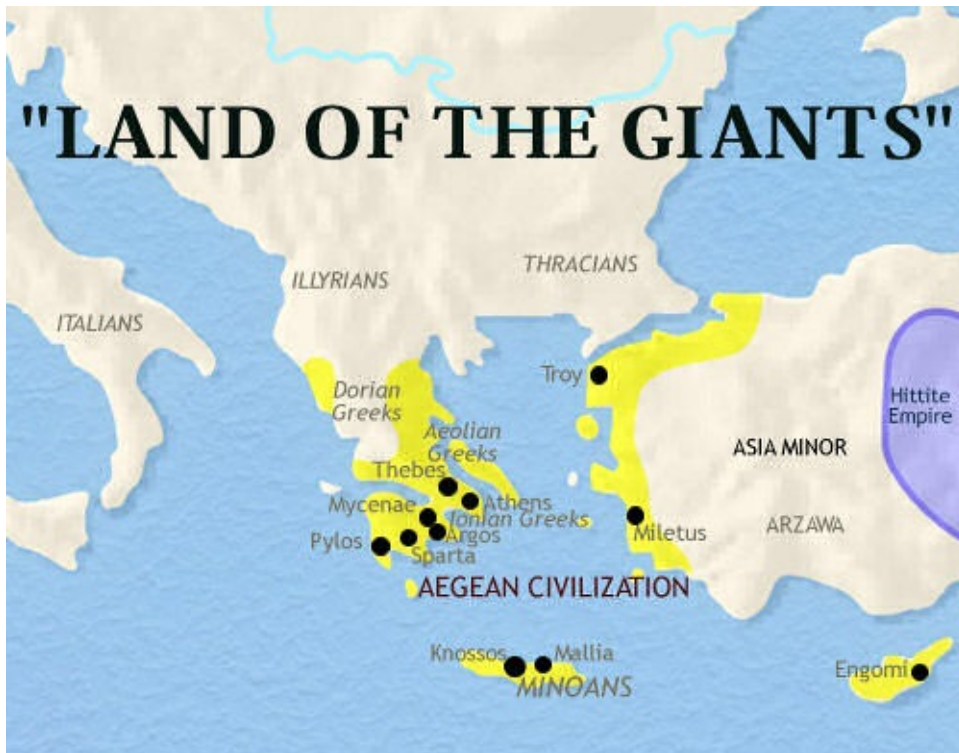 "LAND OF THE GIANTS"
THRACIANS
ILLYRIANS
ITALIANS
Troy
Dorian
Greeks
Hittite
Empire
Aeolian
Greeks
ASIA MINOR
Thebes
Mycenae
Athens
Ionian Greeks
ARZAWA
Miletus
Argos
Pylos
Sparta
AEGEAN CIVILIZATION
Knossos
Mallia
Engomi
MINOANS